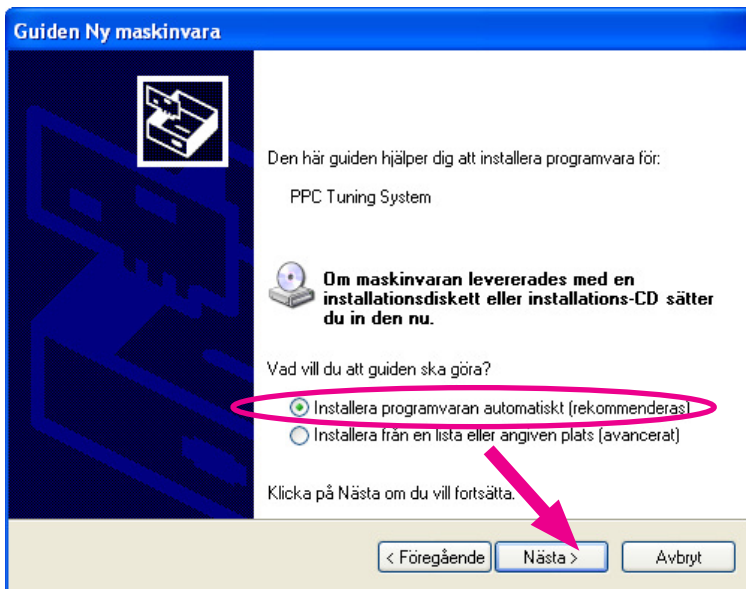 Guiden Ny maskinvara
Den här guiden hjälper dig att installera programvara för:
PPC Tuning System
Om maskinvaran levererades med en
installationsdiskett eller installations-CD sätter
du in den nu.
Vad vill du att guiden ska göra?
Installera programvaran automatiskt (rekommenderas)
Installera från en lista eller angiven plats (avancerat)
Klicka på Nästa om du vill fortsätta.
< Föregående
Nästa >
Avbryt